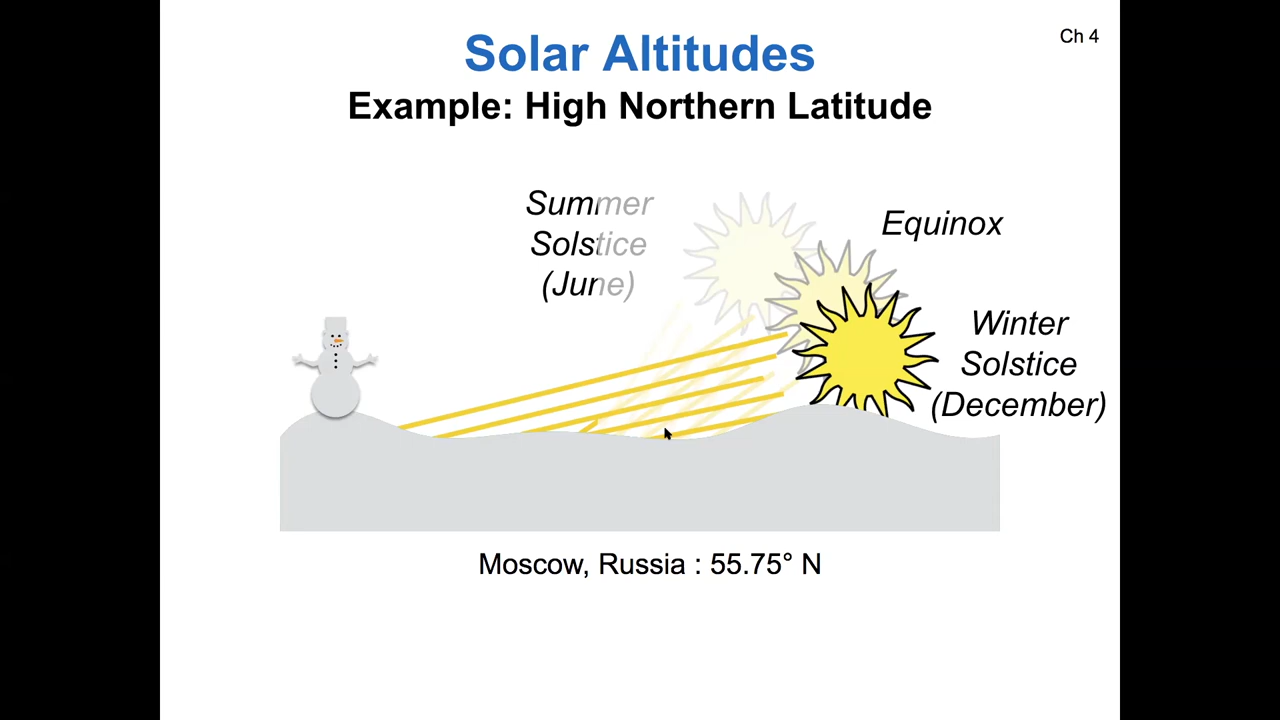 Ch 4
Solar Altitudes
Example: High Northern Latitude
Summer
Solstice
(June)
Equinox
Winter
Solstice
(December)
Moscow, Russia : 55.75° N